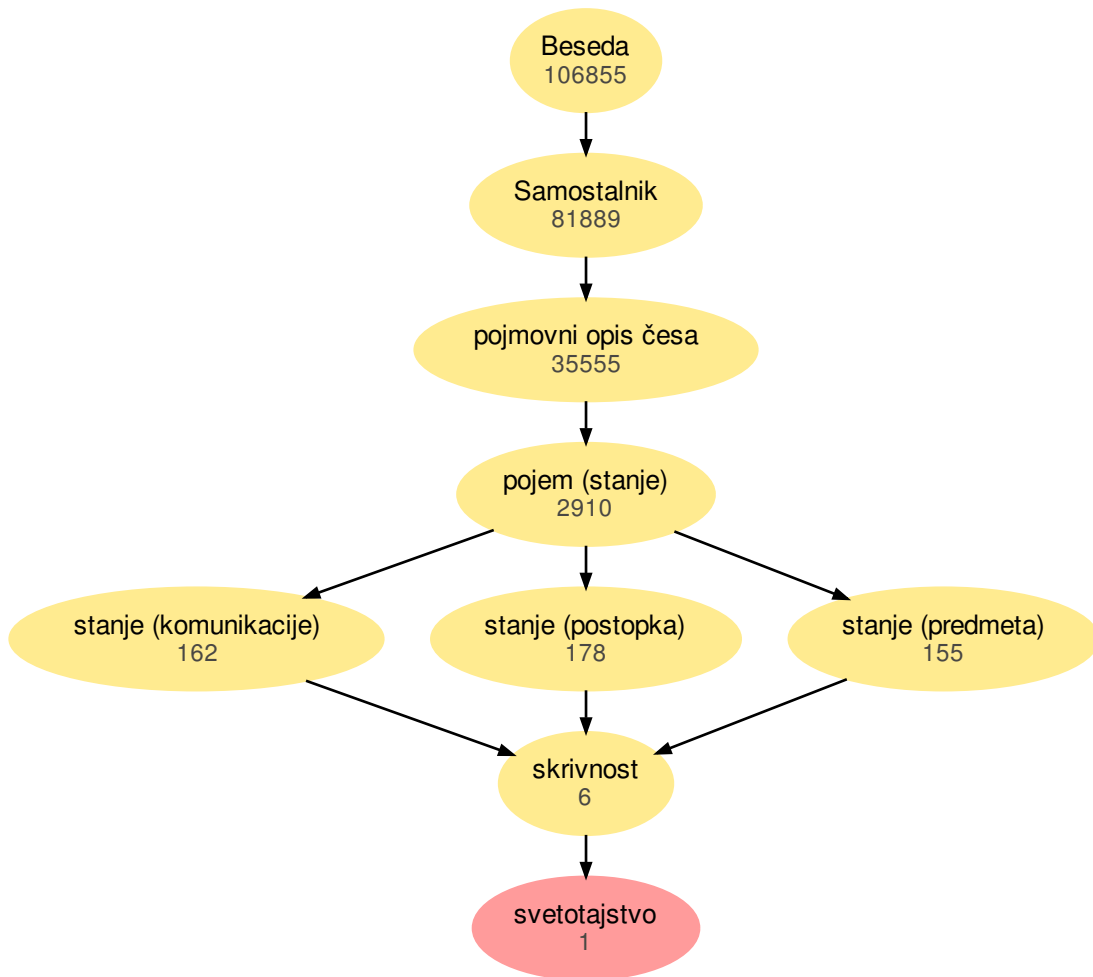 Beseda
106855
Samostalnik
81889
pojmovni opis česa
35555
pojem (stanje)
2910
stanje (komunikacije)
162
stanje (postopka)
178
stanje (predmeta)
155
skrivnost
6
svetotajstvo
1